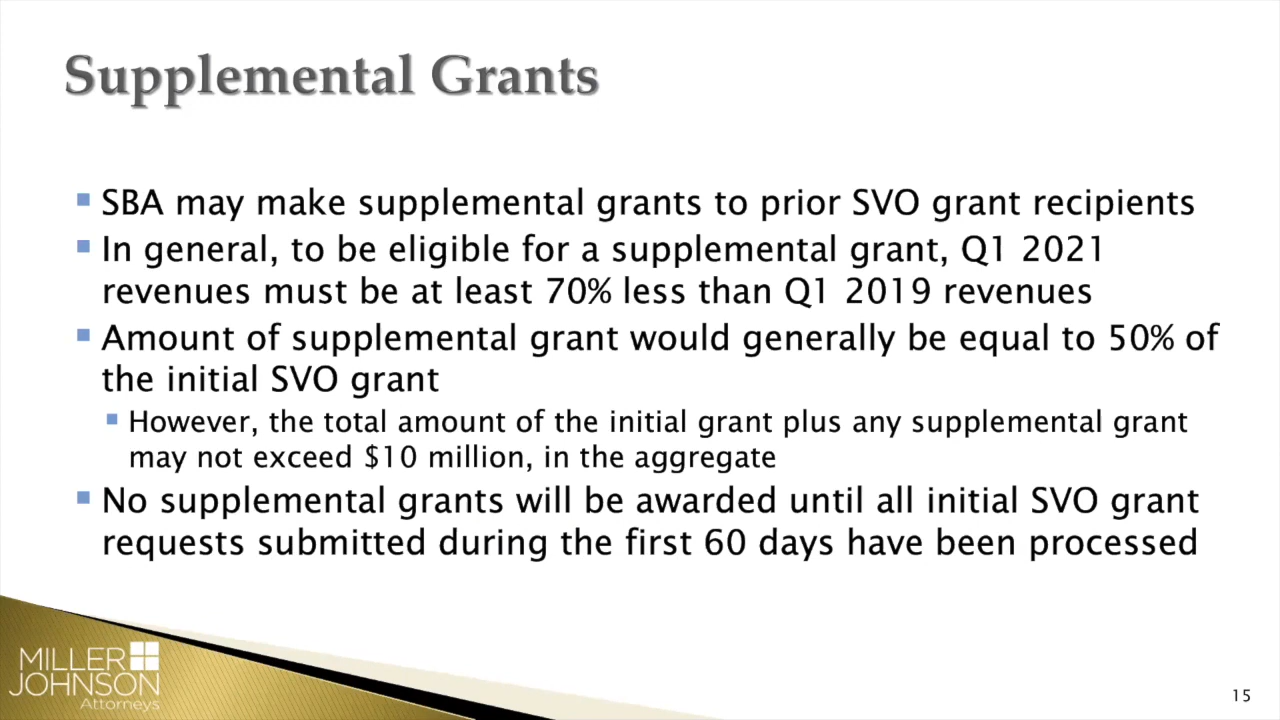 Supplemental Grants
SBA may make supplemental grants to prior SVO grant recipients
In general, to be eligible for a supplemental grant, Q1 2021
revenues must be at least 70% less than Q1 2019 revenues
Amount of supplemental grant would generally be equal to 50% of
the initial SVO grant
However, the total amount of the initial grant plus any supplemental grant
may not exceed $10 million, in the aggregate
No supplemental grants will be awarded until all initial SVO grant
requests submitted during the first 60 days have been processed
MILLER
JOHNSON
Attorneys
15